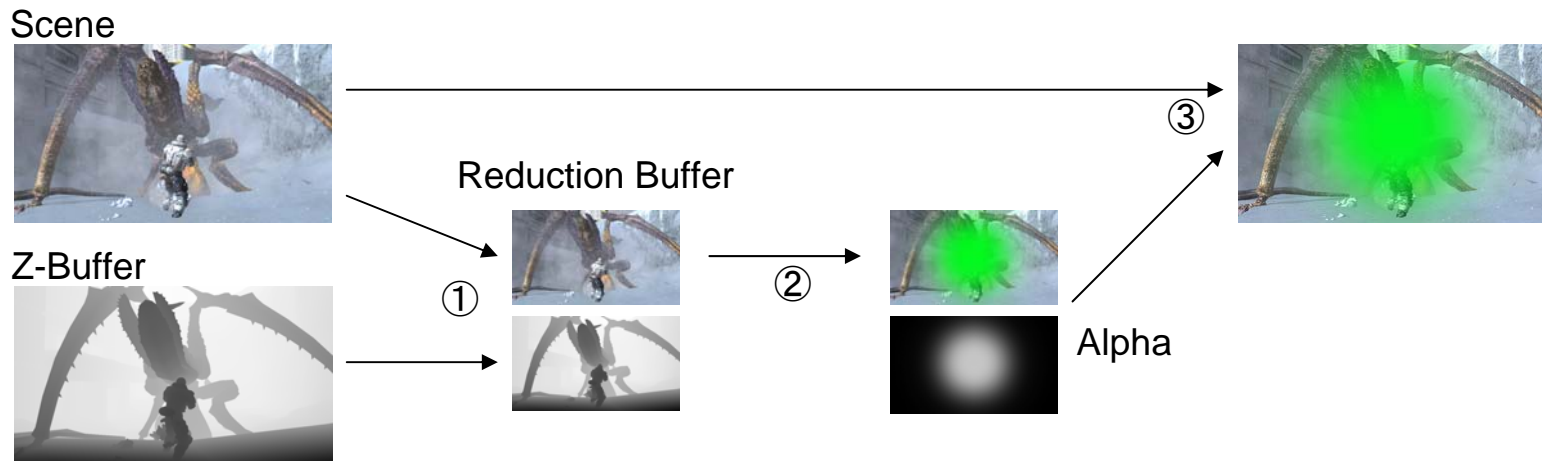 Scene
③
Reduction Buffer
Z-Buffer
①
②
Alpha